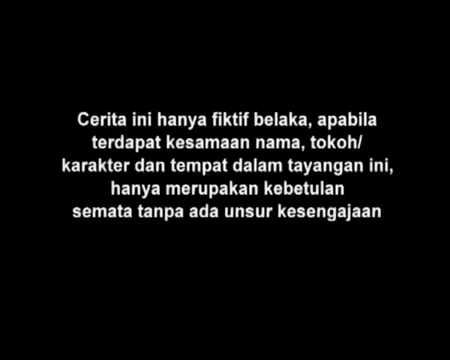 Cerita ini hanya fiktif belaka, apabila
terdapat kesamaan nama, tokoh/
karakter dan tempat dalam tayangan ini,
hanya merupakan kebetulan
semata tanpa ada unsur kesengajaan